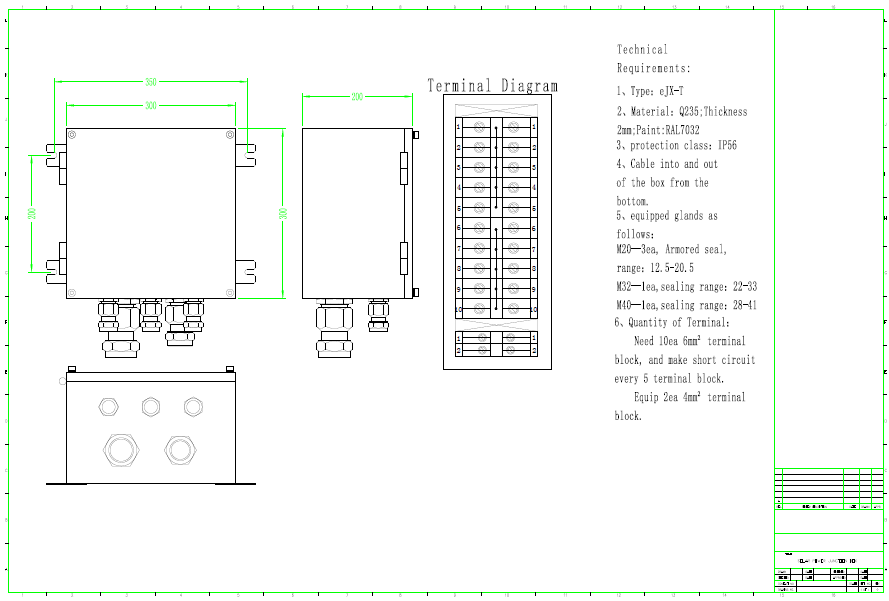 Technical
Requirements:
1、Type: eJX-T
2、Material: Q235;Thickness
2mm;Paint:RAL7032
3、protection class: IP56
4、Cable into and out
of the box from the
bottom.
5、equipped glands as
follows:
M20—3ea, Armored seal,
range: 12.5-20.5
M32—1ea,sealing range: 22-33
M40—1ea,sealing range: 28-41
6、Quantity of Terminal:
Need 10ea 6mm² terminal
block, and make short circuit
every 5 terminal block.
Equip 2ea 4mm² terminal
block.
Terminal Diagram
1 1
2 2
3 3
4 4
5 5
6 6
7 7
8 8
9 9
10 10
1 1
2 2
350
300